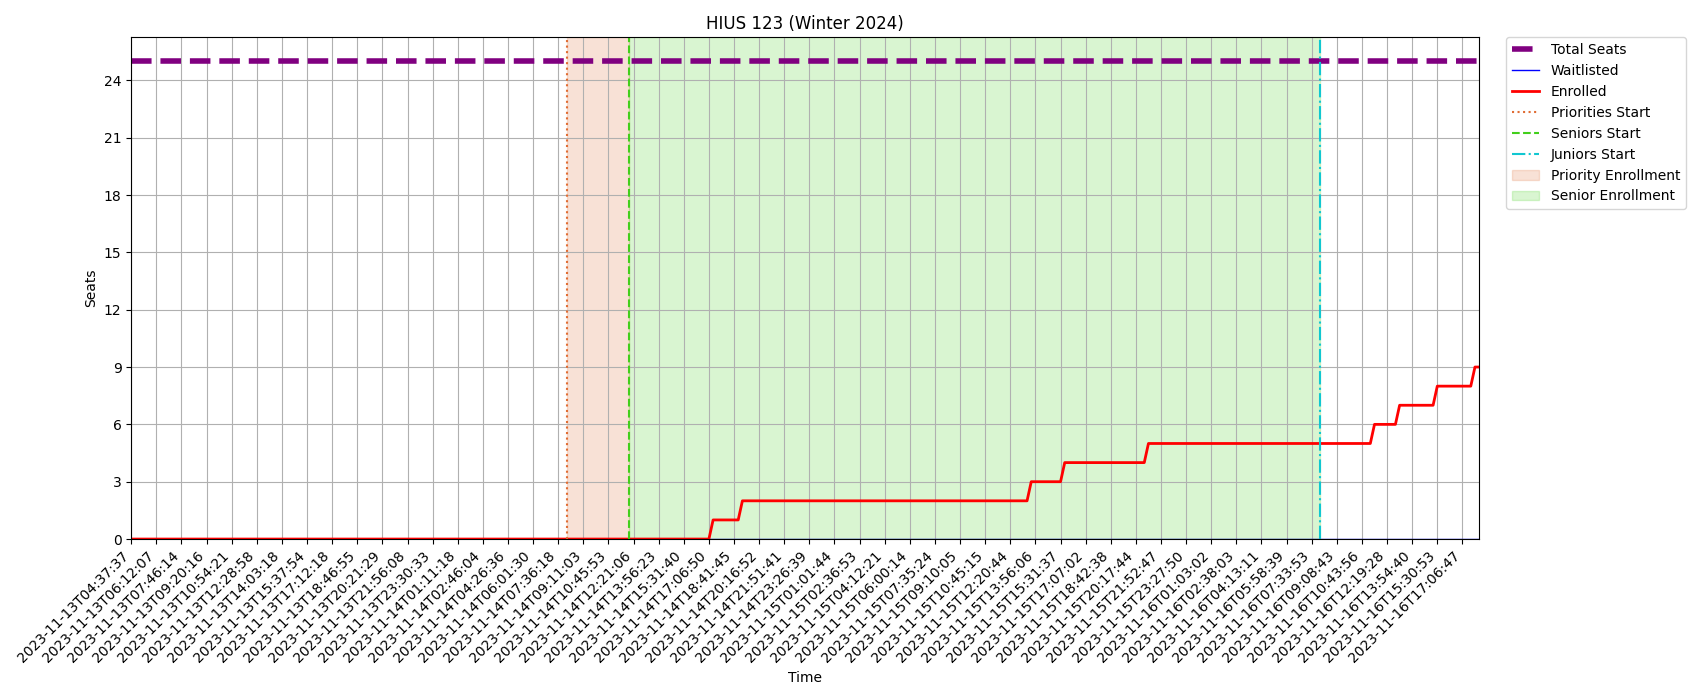 HIUS 123 (Winter 2024)
Total Seats
Waitlisted
Enrolled
Priorities Start
Seniors Start
Juniors Start
Priority Enrollment
Senior Enrollment
Seats
24
21
18
15
12
9
6
3
0
2023-11-13T04:37:37
2023-11-13T06:12:07
2023-11-13T07:46:14
2023-11-13T09:20:16
2023-11-13T10:54:21
2023-11-13T12:28:58
2023-11-13T14:03:18
2023-11-13T15:37:54
2023-11-13T17:12:18
2023-11-13T18:46:55
2023-11-13T20:21:29
2023-11-13T21:56:08
2023-11-13T23:30:33
2023-11-14T01:11:18
2023-11-14T02:46:04
2023-11-14T04:26:36
2023-11-14T06:01:30
2023-11-14T07:36:18
2023-11-14T09:11:03
2023-11-14T10:45:53
2023-11-14T12:21:06
2023-11-14T13:56:23
2023-11-14T15:31:40
2023-11-14T17:06:50
2023-11-14T18:41:45
2023-11-14T20:16:52
2023-11-14T21:51:41
2023-11-14T23:26:39
2023-11-15T01:01:44
2023-11-15T02:36:53
2023-11-15T04:12:21
2023-11-15T06:00:14
2023-11-15T07:35:24
2023-11-15T09:10:05
2023-11-15T10:45:15
2023-11-15T12:20:44
2023-11-15T13:56:06
2023-11-15T15:31:37
2023-11-15T17:07:02
2023-11-15T18:42:38
2023-11-15T20:17:44
2023-11-15T21:52:47
2023-11-15T23:27:50
2023-11-16T01:03:02
2023-11-16T02:38:03
2023-11-16T04:13:11
2023-11-16T05:58:39
2023-11-16T07:33:53
2023-11-16T09:08:43
2023-11-16T10:43:56
2023-11-16T12:19:28
2023-11-16T13:54:40
2023-11-16T15:30:53
2023-11-16T17:06:47
Time